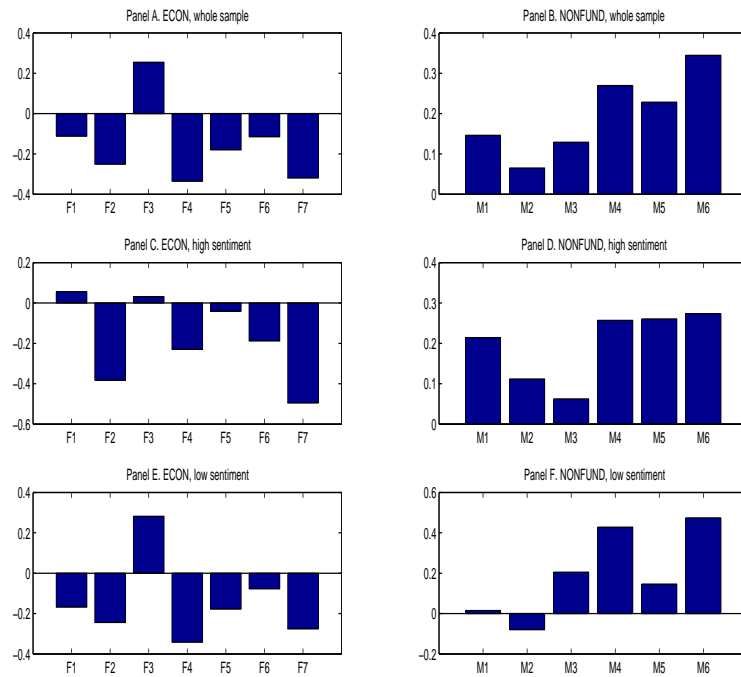 Panel A. ECON, whole sample
0.4
0.2
0
−0.2
−0.4
F1 F2 F3 F4 F5 F6 F7
Panel B. NONFUND, whole sample
0.4
0.3
0.2
0.1
0
M1 M2 M3 M4 M5 M6
Panel C. ECON, high sentiment
0.2
0
−0.2
−0.4
−0.6
F1 F2 F3 F4 F5 F6 F7
Panel D. NONFUND, high sentiment
0.4
0.3
0.2
0.1
0
M1 M2 M3 M4 M5 M6
Panel E. ECON, low sentiment
0.4
0.2
0
−0.2
−0.4
F1 F2 F3 F4 F5 F6 F7
Panel F. NONFUND, low sentiment
0.6
0.4
0.2
0
−0.2
M1 M2 M3 M4 M5 M6